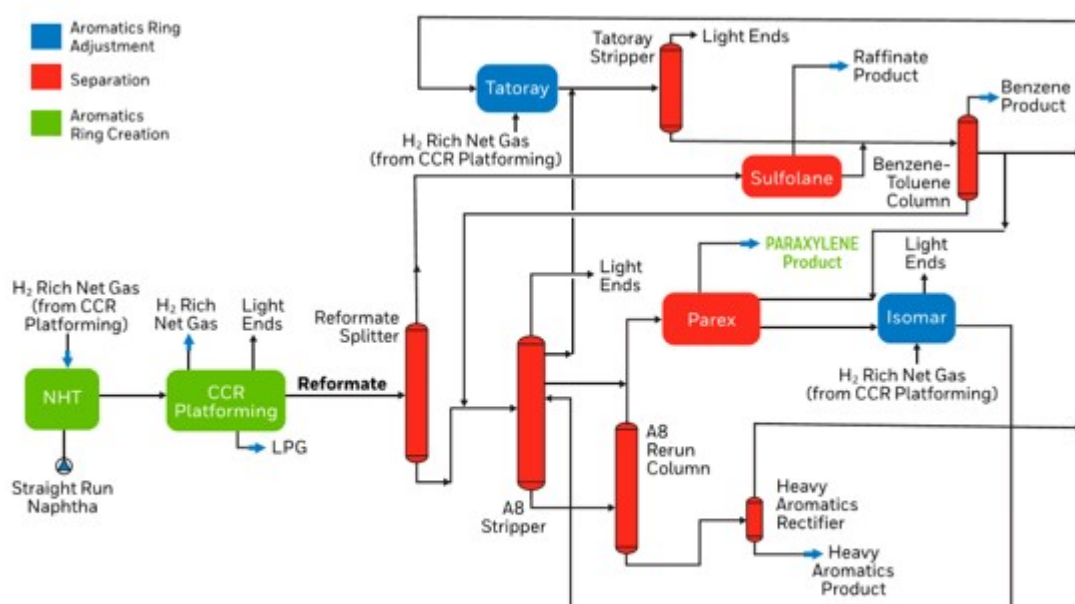 Aromatics Ring
Adjustment
Separation
Aromatics
Ring Creation
Tatoray
Stripper
Light Ends
Raffinate
Product
Benzene
Product
Tatoray
H₂ Rich Net Gas
(from CCR Platforming)
Sulfolane
Benzene-
Toluene
Column
PARAXYLENE
Product
Light
Ends
Light
Ends
H₂ Rich Net Gas
(from CCR
Platforming)
H₂ Rich
Net Gas
Light
Ends
Reformate
Splitter
Parex
Isomar
NHT
CCR
Platforming
Reformate
H₂ Rich Net Gas
(from CCR Platforming)
LPG
A8
Rerun
Column
Straight Run
Naphtha
A8
Stripper
Heavy
Aromatics
Rectifier
Heavy
Aromatics
Product